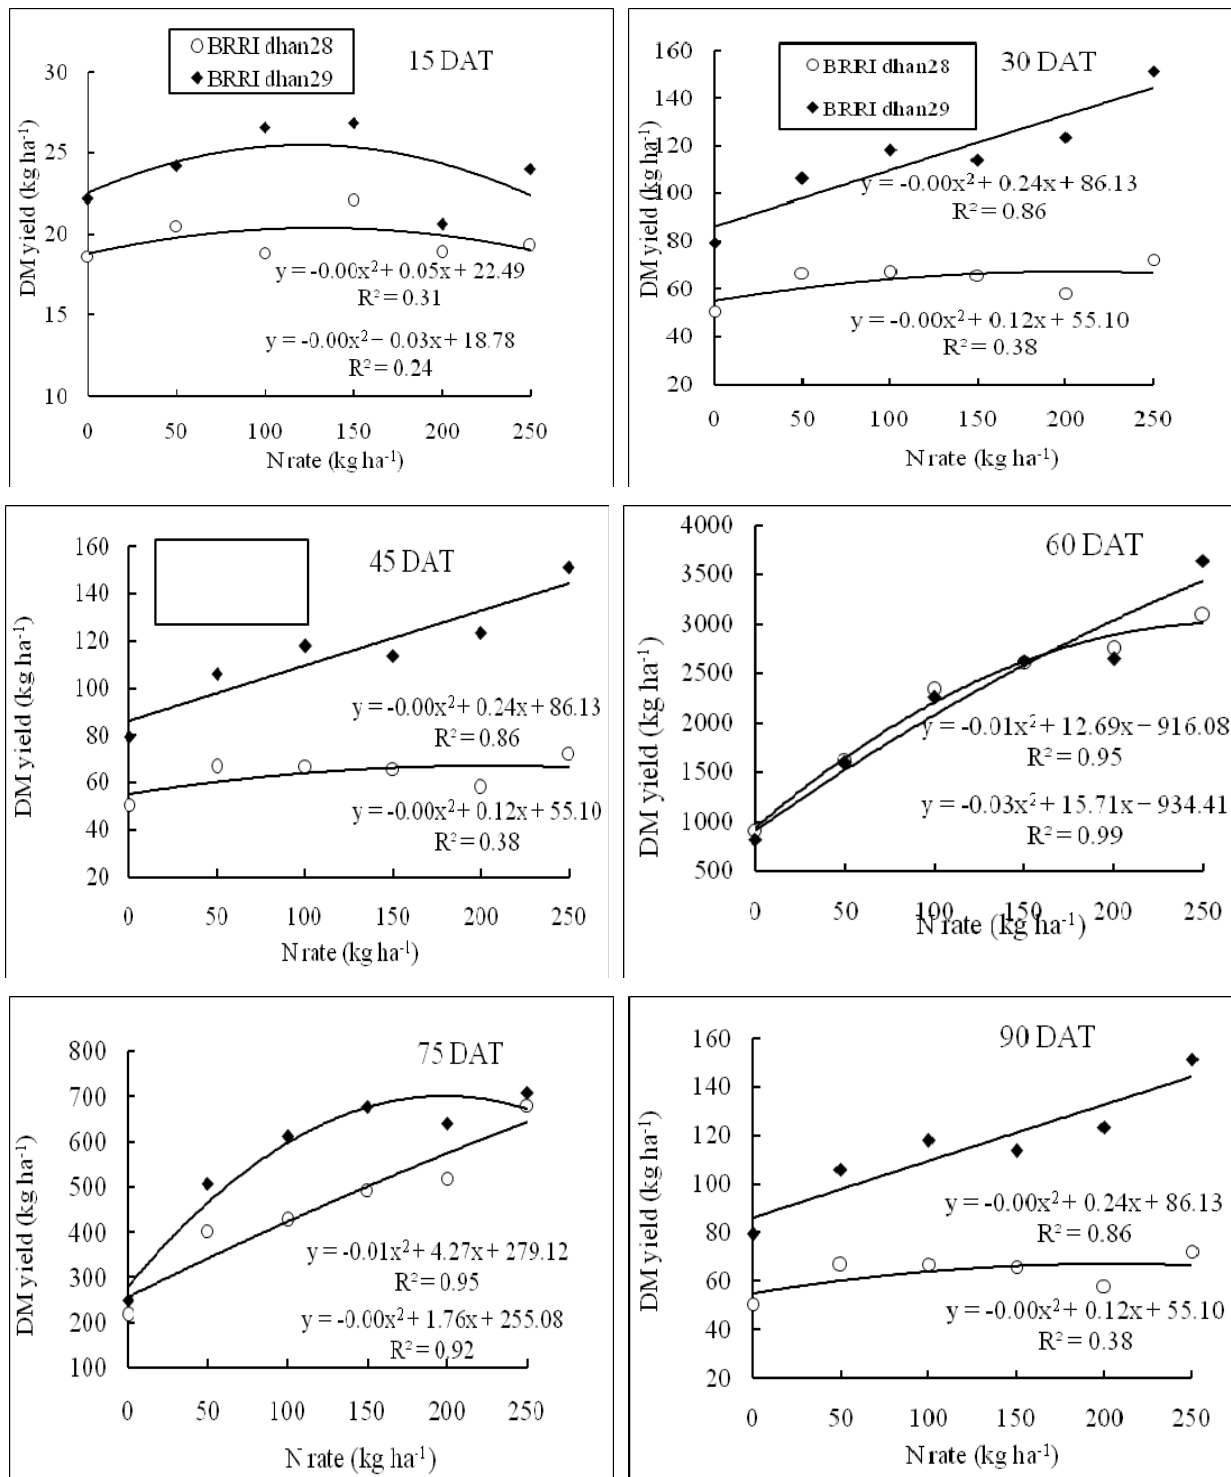 BRRI dhan28
BRRI dhan29
15 DAT
30
25
20
15
10
DM yield (kg ha⁻¹)
y = -0.00x² + 0.05x + 22.49
R² = 0.31
y = -0.00x² + 0.03x + 18.78
R² = 0.24
0 50 100 150 200 250
N rate (kg ha⁻¹)
BRRI dhan28
BRRI dhan29
30 DAT
160
140
120
100
80
60
40
20
DM yield (kg ha⁻¹)
y = -0.00x² + 0.24x + 86.13
R² = 0.86
y = -0.00x² + 0.12x + 55.10
R² = 0.38
0 50 100 150 200 250
N rate (kg ha⁻¹)
45 DAT
160
140
120
100
80
60
40
20
DM yield (kg ha⁻¹)
y = -0.00x² + 0.24x + 86.13
R² = 0.86
y = -0.00x² + 0.12x + 55.10
R² = 0.38
0 50 100 150 200 250
N rate (kg ha⁻¹)
60 DAT
4000
3500
3000
2500
2000
1500
1000
500
DM yield (kg ha⁻¹)
y = -0.01x² + 12.69x + 916.08
R² = 0.95
y = -0.03x² + 15.71x + 934.41
R² = 0.99
0 50 100 150 200 250
N rate (kg ha⁻¹)
75 DAT
800
700
600
500
400
300
200
100
DM yield (kg ha⁻¹)
y = -0.01x² + 4.27x + 279.12
R² = 0.95
y = -0.00x² + 1.76x + 255.08
R² = 0.92
0 50 100 150 200 250
N rate (kg ha⁻¹)
90 DAT
160
140
120
100
80
60
40
20
DM yield (kg ha⁻¹)
y = -0.00x² + 0.24x + 86.13
R² = 0.86
y = -0.00x² + 0.12x + 55.10
R² = 0.38
0 50 100 150 200 250
N rate (kg ha⁻¹)